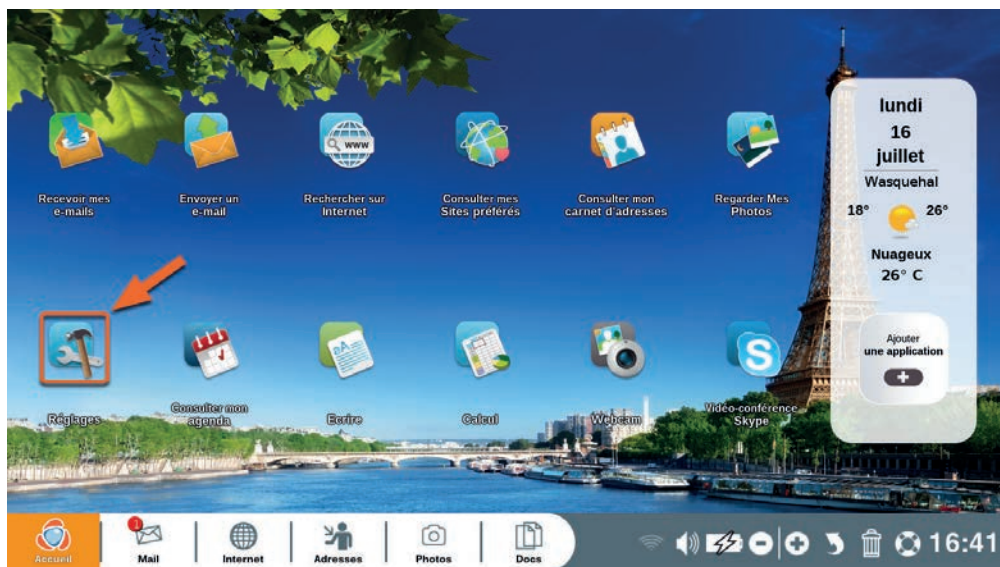 Recevoir mes
e-mails
Envoyer un
e-mail
www
Rechercher sur
Internet
Consulter mes
Sites préférés
Consulter mon
carnet d'adresses
Regarder Mes
Photos
lundi
16
juillet
Wasquehal
18°
26°
Nuageux
26° C
Ajouter
une application
Réglages
Consulter mon
agenda
Ecrire
Calcul
Webcam
Vidéo-conférence
Skype
Accueil
1
Mail
Internet
Adresses
Photos
Docs
16:41